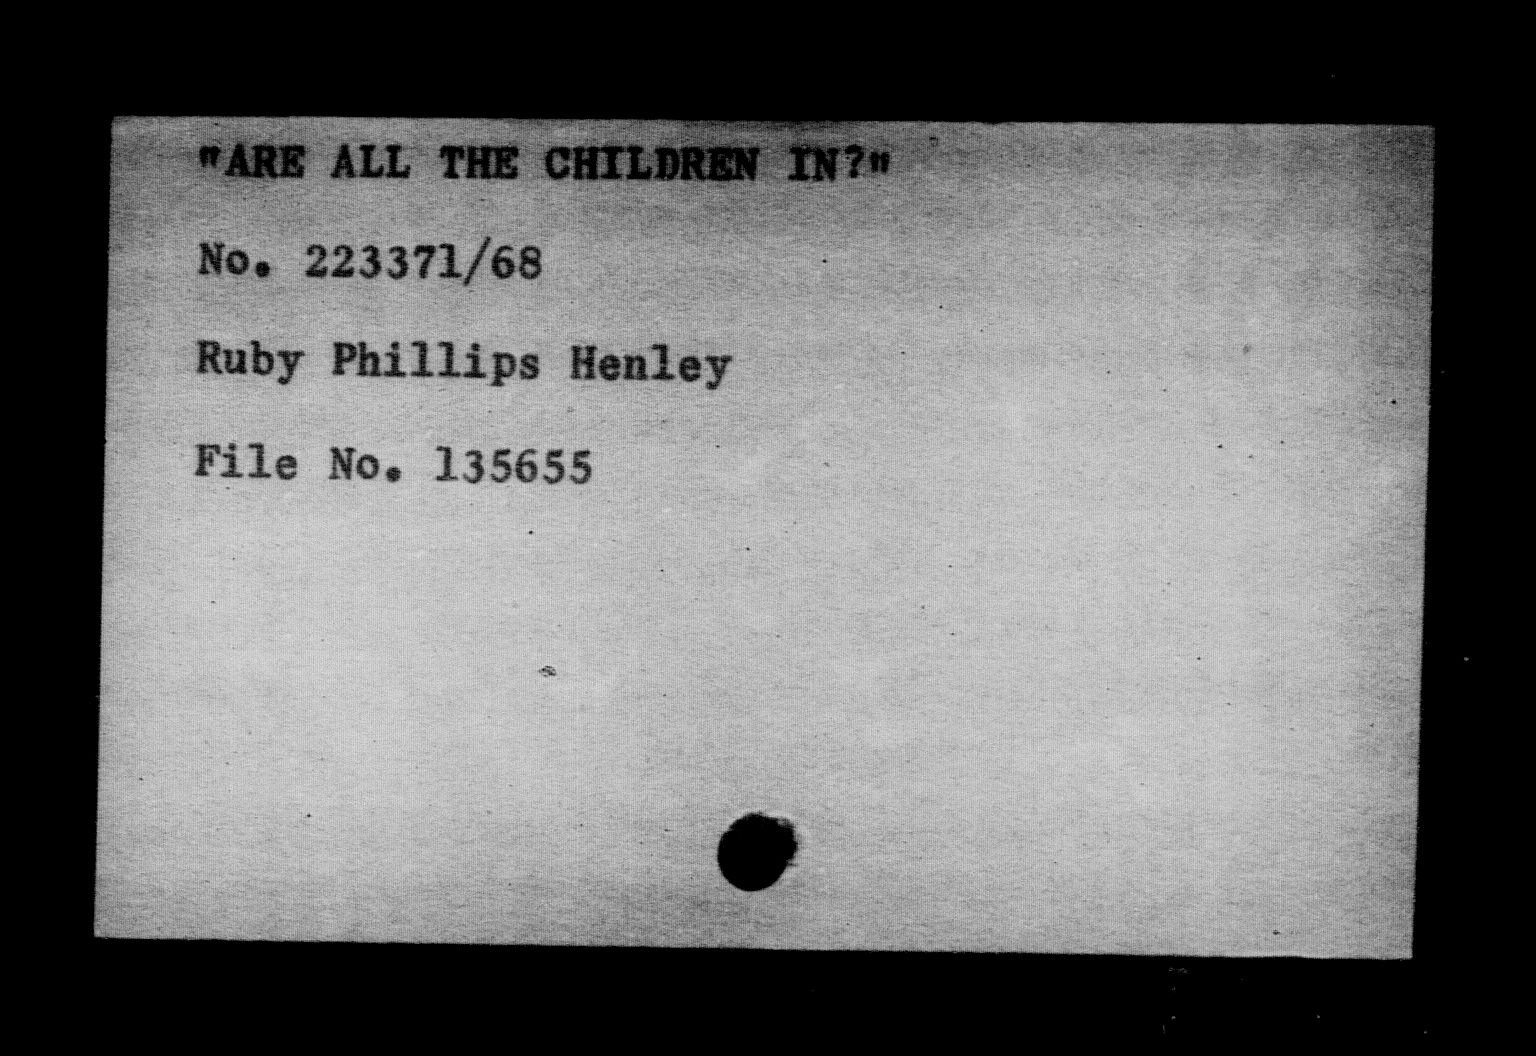 "ARE ALL THE CHILDREN IN?"
No. 223371/68
Ruby Phillips Henley
File No. 135655